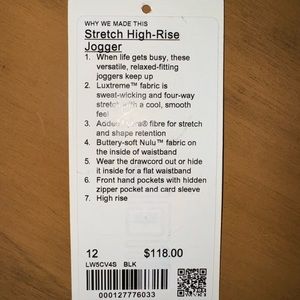 WHY WE MADE THIS
Stretch High-Rise
Jogger
1. When life gets busy, these
versatile, relaxed-fitting
joggers keep up
2. Luxtreme™ fabric is
sweat-wicking and four-way
stretch with a cool, smooth
feel
3. Added Lycra® fibre for stretch
and shape retention
4. Buttery-soft Nulu™ fabric on
the inside of waistband
5. Wear the drawcord out or hide
it inside for a flat waistband
6. Front hand pockets with hidden
zipper pocket and card sleeve
7. High rise
12 $118.00
LW5CV4S BLK
000127776033